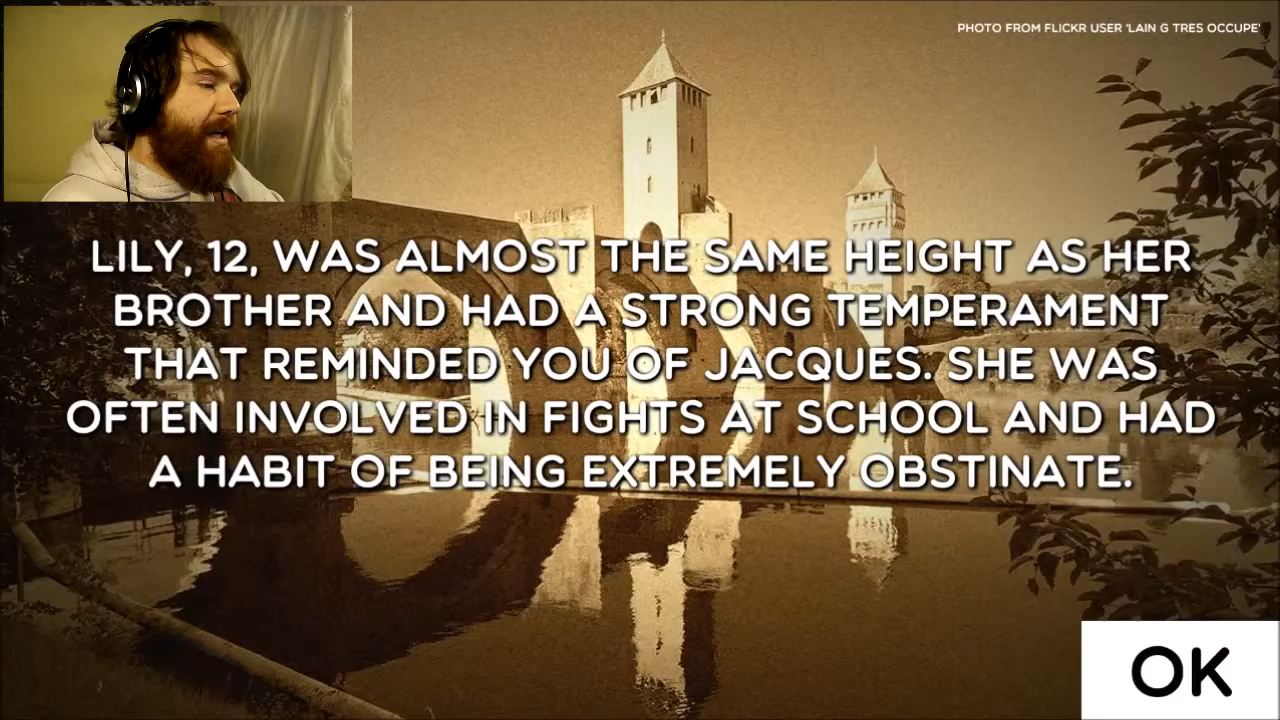 PHOTO FROM FLICKR USER 'LAIN G TRES OCCUPE'
LILY, 12, WAS ALMOST THE SAME HEIGHT AS HER
BROTHER AND HAD A STRONG TEMPERAMENT
THAT REMINDED YOU OF JACQUES. SHE WAS
OFTEN INVOLVED IN FIGHTS AT SCHOOL AND HAD
A HABIT OF BEING EXTREMELY OBSTINATE.
OK